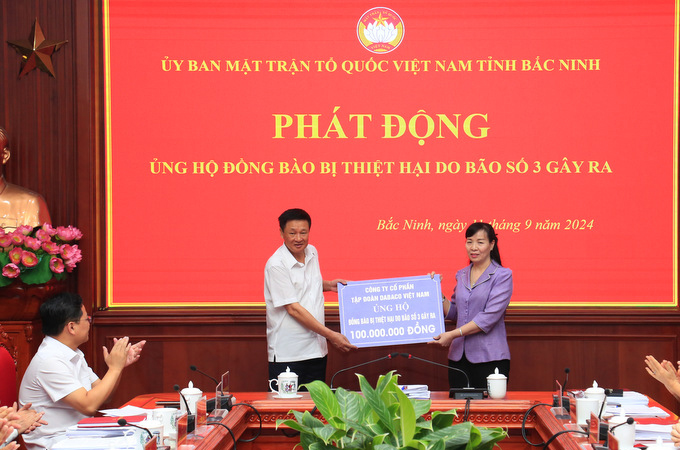 ỦY BAN MẶT TRẬN TỔ QUỐC VIỆT NAM TỈNH BẮC NINH
PHÁT ĐỘNG
ỦNG HỘ ĐỒNG BÀO BỊ THIỆT HẠI DO BÃO SỐ 3 GÂY RA
Bắc Ninh, ngày 11 tháng 9 năm 2024
CÔNG TY CỔ PHẦN
TẬP ĐOÀN DABACO VIỆT NAM
ỦNG HỘ
ĐỒNG BÀO BỊ THIỆT HẠI DO BÃO SỐ 3 GÂY RA
100.000.000 ĐỒNG